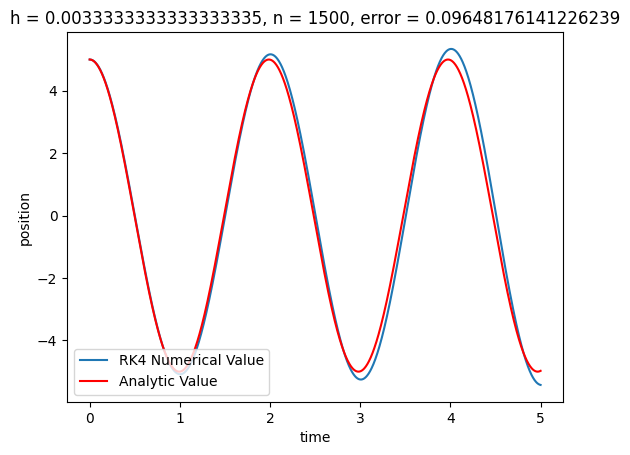 h = 0.0033333333333333335, n = 1500, error = 0.09648176141226239
position
4
2
0
−2
−4
RK4 Numerical Value
Analytic Value
0 1 2 3 4 5
time